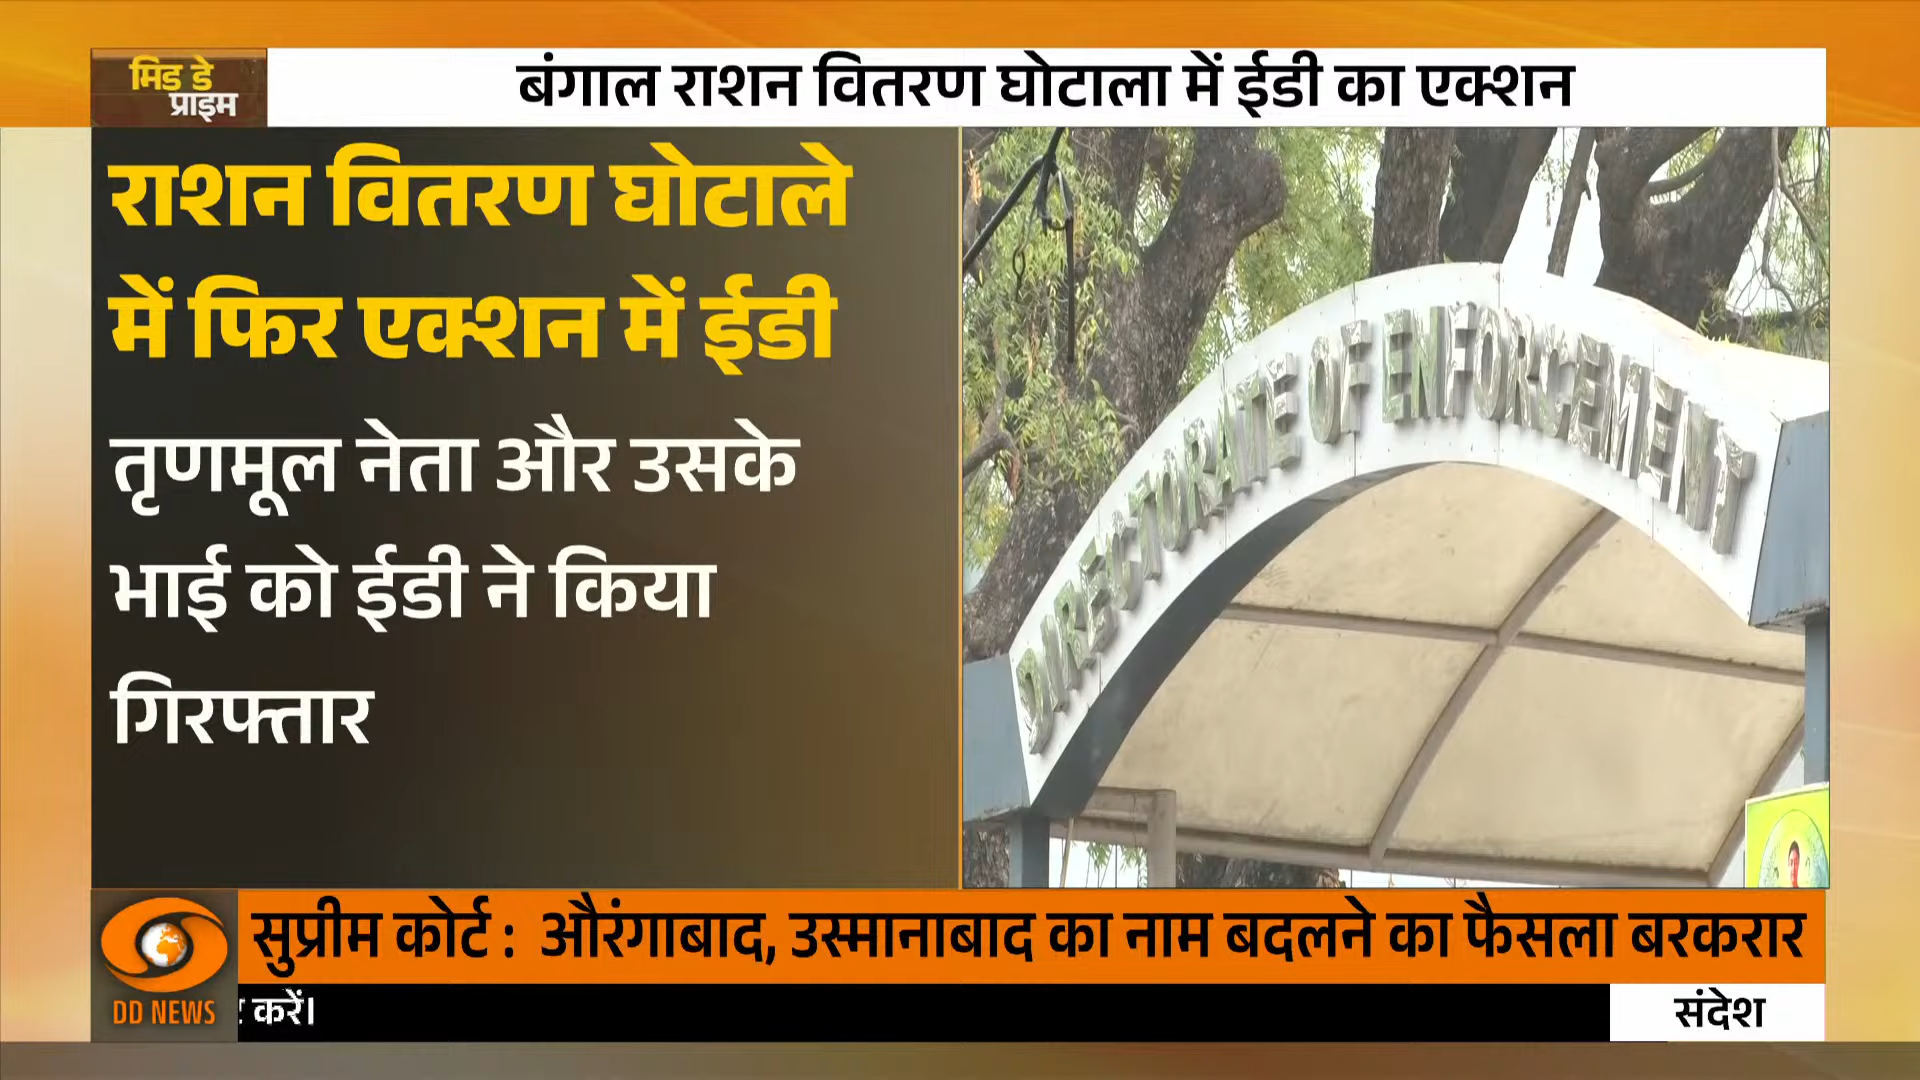 मिड डे
प्राइम
बंगाल राशन वितरण घोटाला में ईडी का एक्शन
राशन वितरण घोटाले
में फिर एक्शन में ईडी
तृणमूल नेता और उसके
भाई को ईडी ने किया
गिरफ्तार
DIRECTORATE OF ENFORCEMENT
सुप्रीम कोर्ट : औरंगाबाद, उस्मानाबाद का नाम बदलने का फैसला बरकरार
DD NEWS
करें।
संदेश